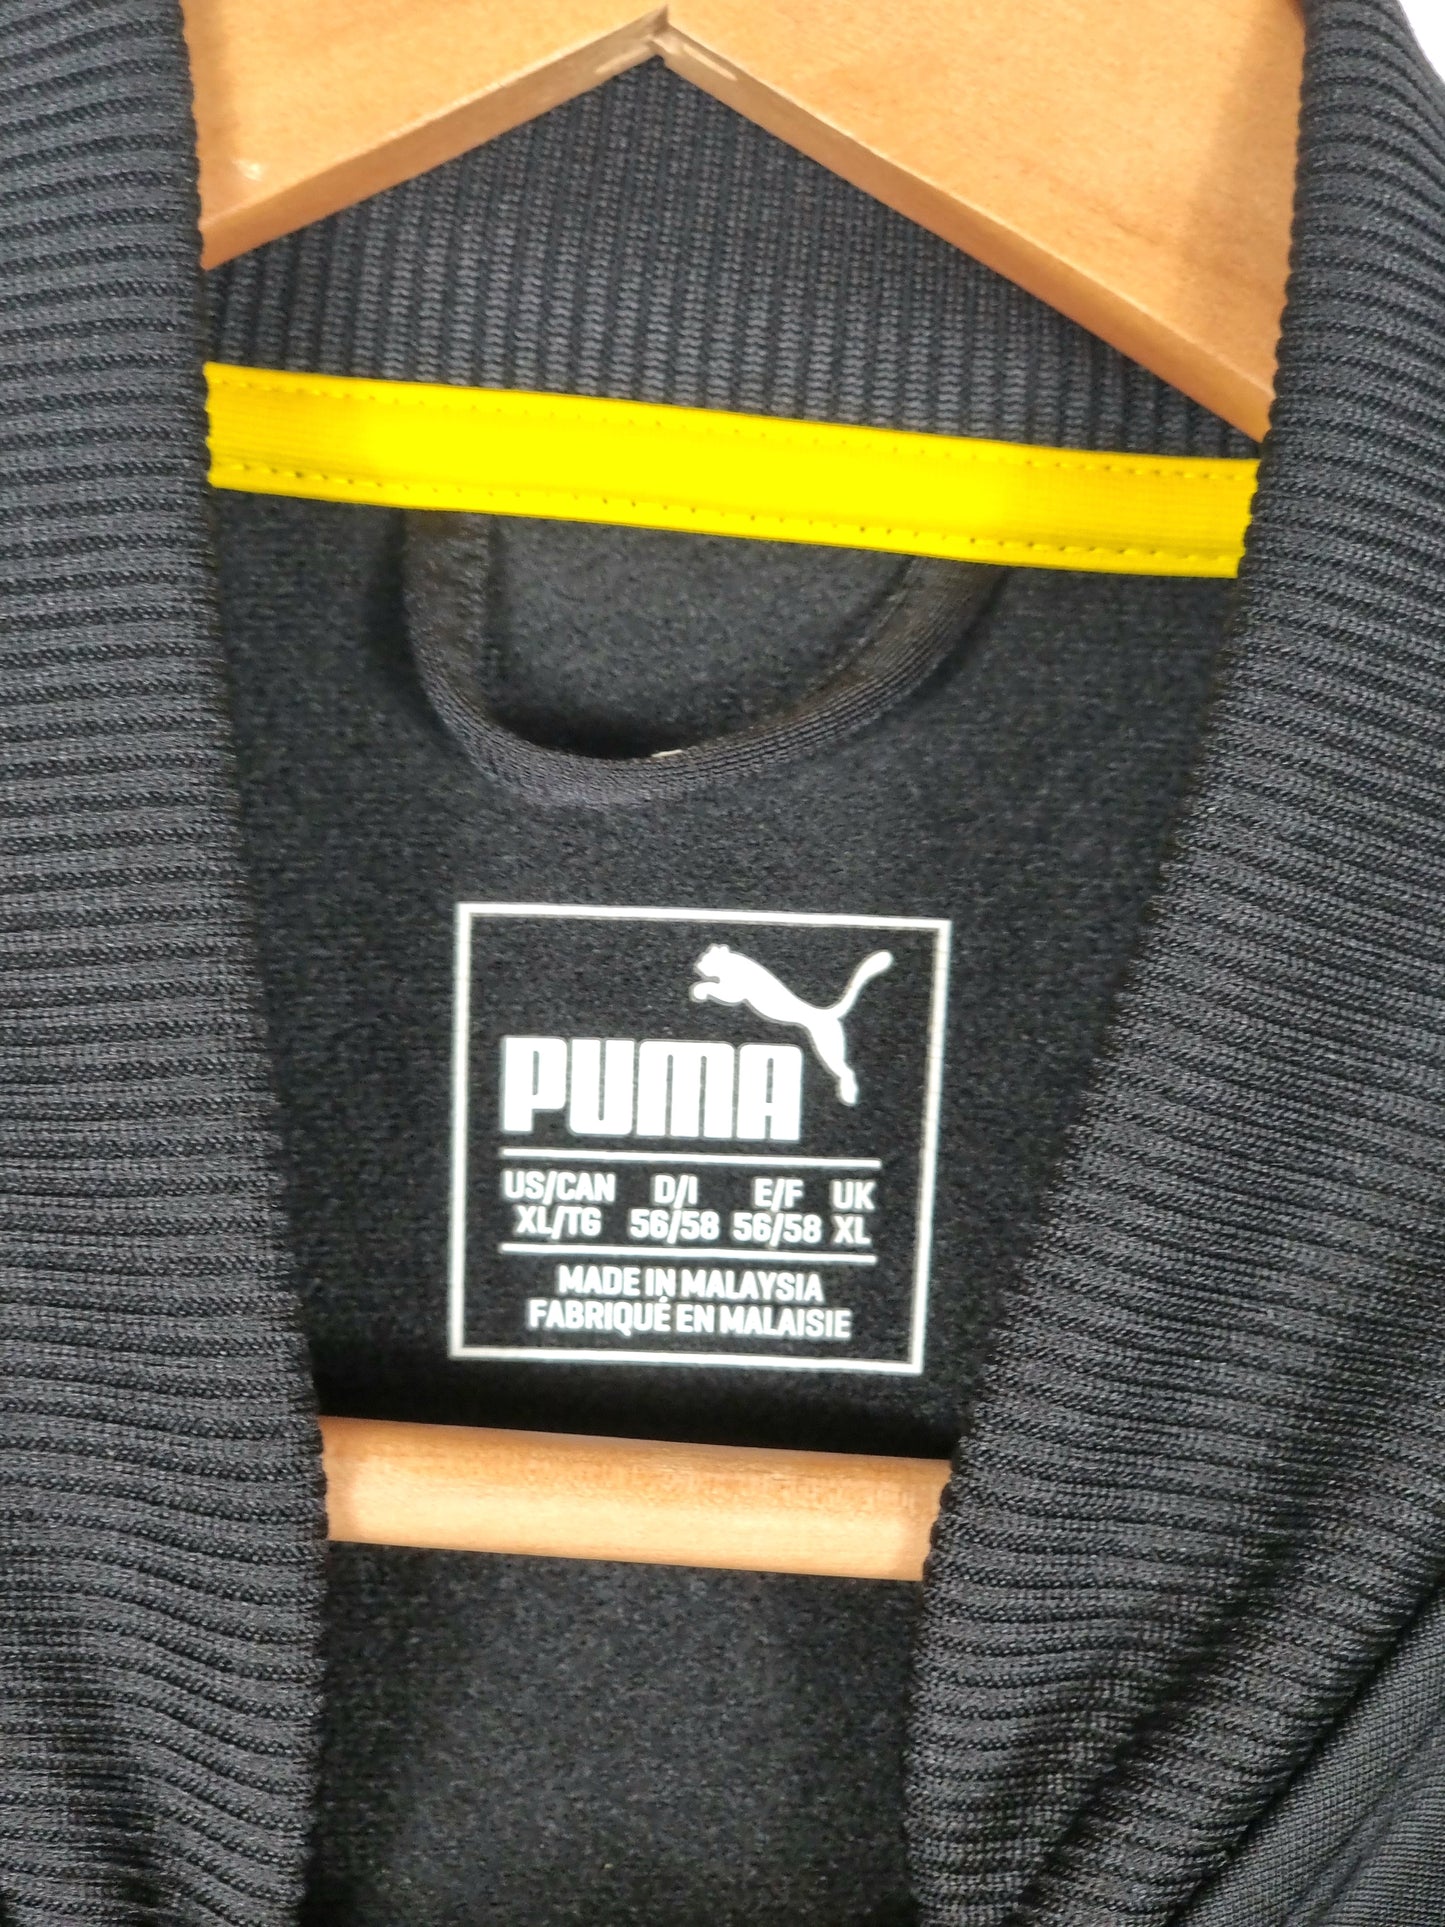 PUMA
US/CAN D/I E/F UK
XL/TG 56/58 56/58 XL
MADE IN MALAYSIA
FABRIQUÉ EN MALAISIE